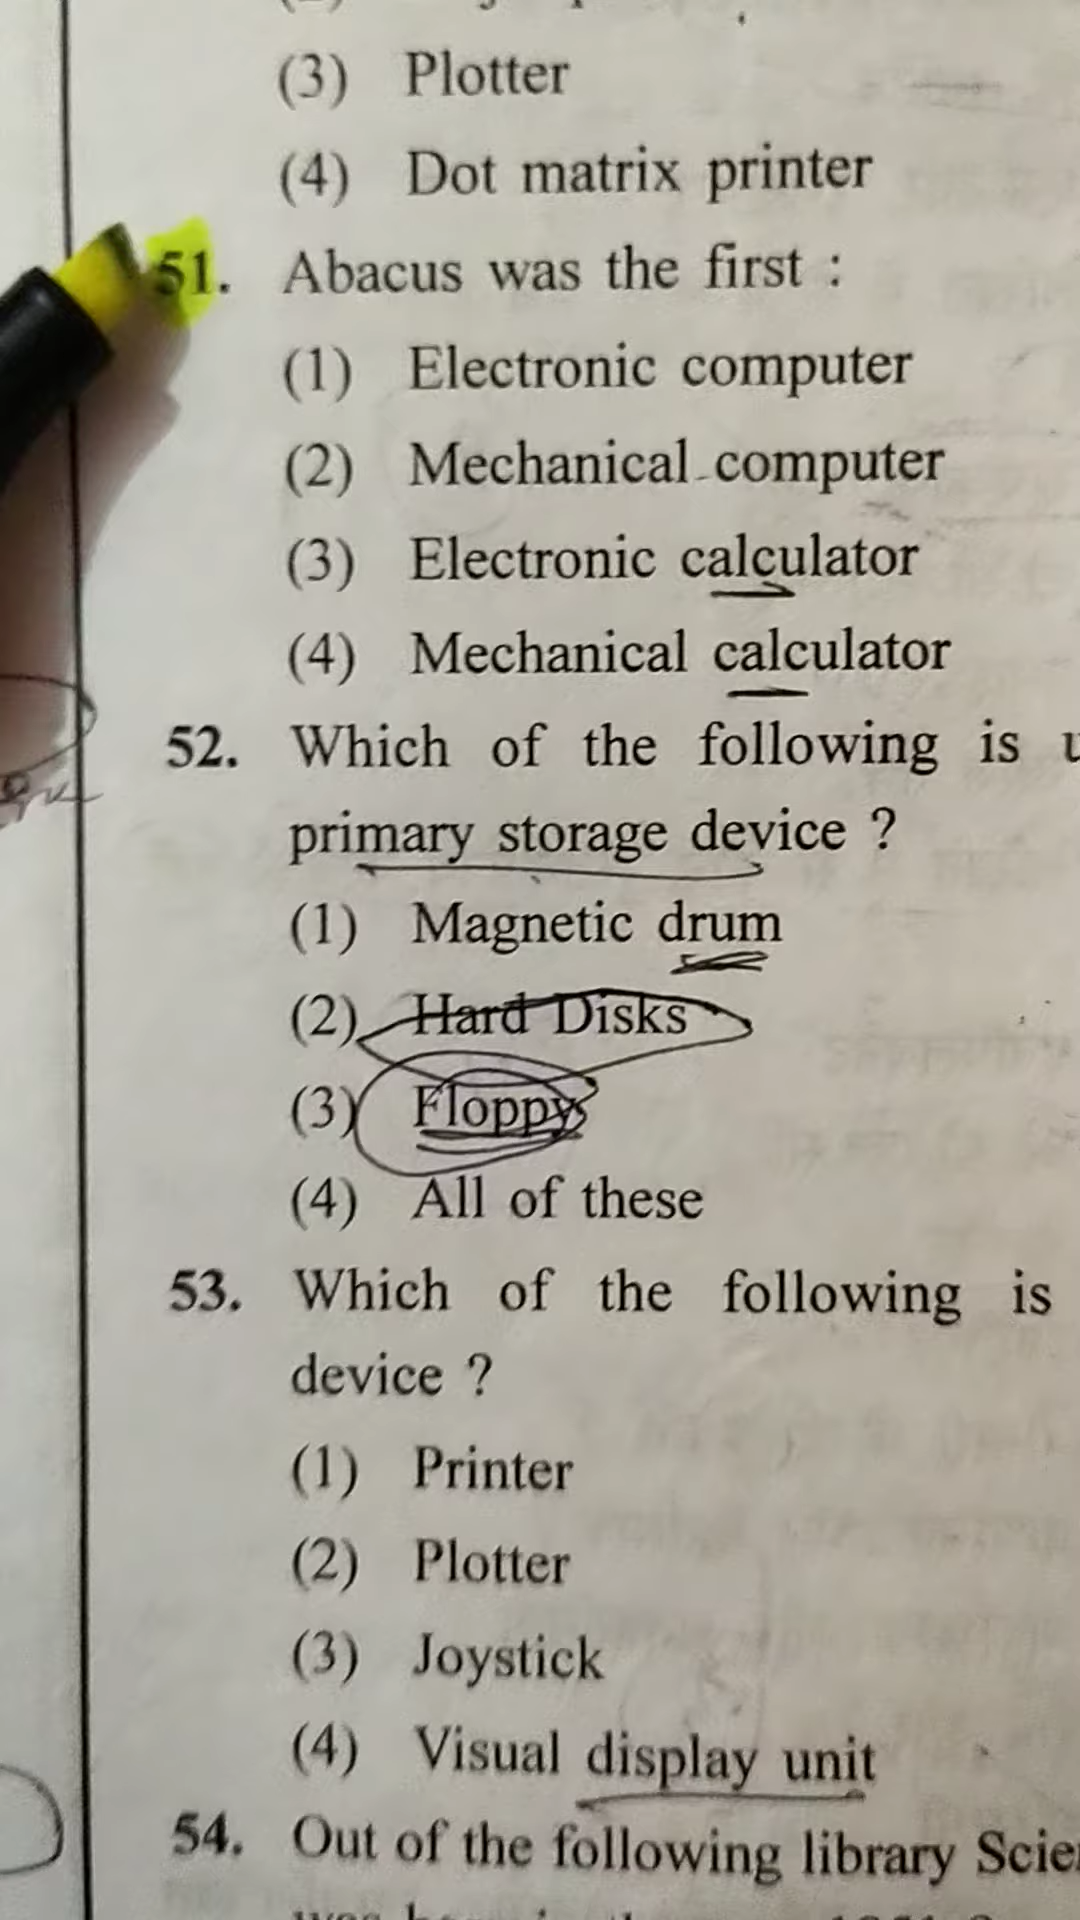 (3) Plotter
(4) Dot matrix printer
51. Abacus was the first :
(1) Electronic computer
(2) Mechanical computer
(3) Electronic calculator
(4) Mechanical calculator
52. Which of the following is
primary storage device ?
(1) Magnetic drum
(2) Hard Disks
(3) Floppy
(4) All of these
53. Which of the following is
device ?
(1) Printer
(2) Plotter
(3) Joystick
(4) Visual display unit
54. Out of the following library